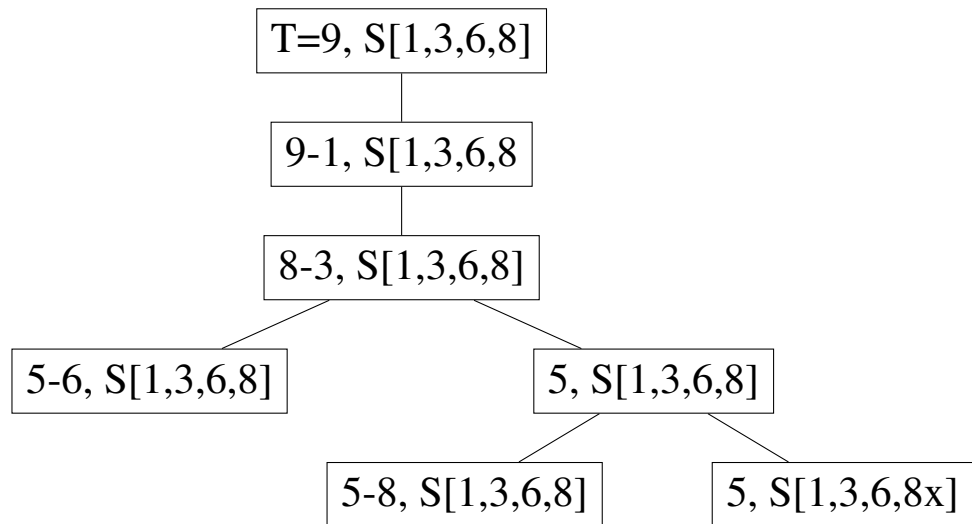 T=9, S[1,3,6,8]
9-1, S[1,3,6,8
8-3, S[1,3,6,8]
5-6, S[1,3,6,8]
5, S[1,3,6,8]
5-8, S[1,3,6,8]
5, S[1,3,6,8x]